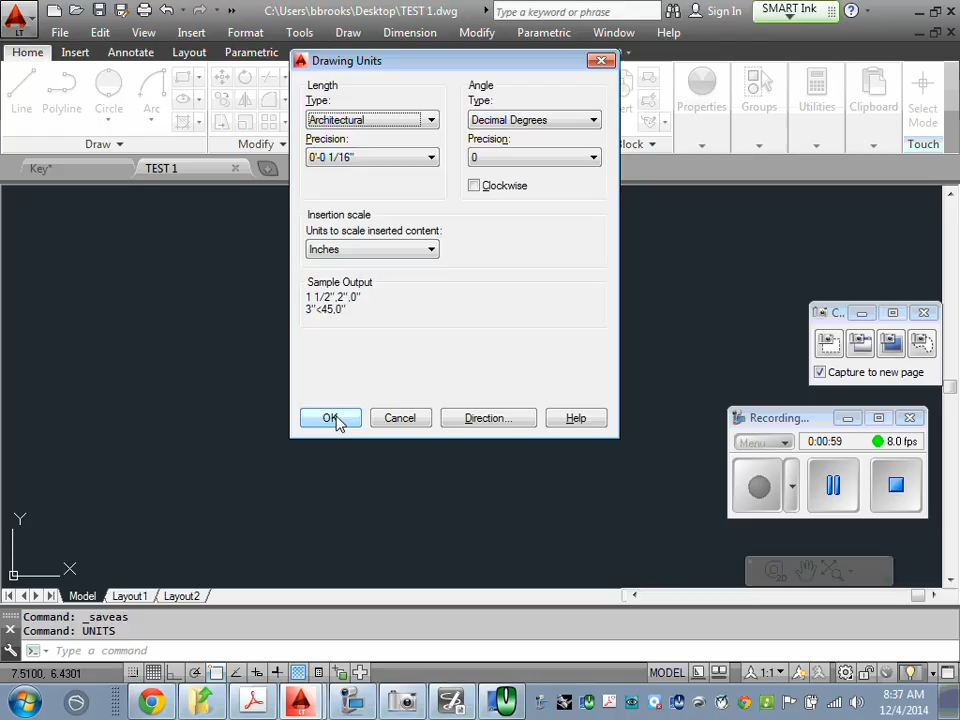 C:\Users\bbrooks\Desktop\TEST 1.dwg
Type a keyword or phrase
Sign In
SMART Ink
LT
File Edit View Insert Format Tools Draw Dimension Modify Parametric Window Help
Home Insert Annotate Layout Parametric
Line Polyline Circle Arc
Properties Groups Utilities Clipboard Select Mode
Draw Modify Block Touch
Key* TEST 1
Drawing Units
Length
Type:
Architectural
Precision:
0'-0 1/16"
Angle
Type:
Decimal Degrees
Precision:
0
Clockwise
Insertion scale
Units to scale inserted content:
Inches
Sample Output
1 1/2",2",0"
3"<45,0"
OK Cancel Direction... Help
C...
Capture to new page
Recording...
Menu 0:00:59 8.0 fps
2D
Y
X
Model Layout1 Layout2
Command: _saveas
Command: UNITS
Type a command
7.5100, 6.4301
MODEL 1:1
8:37 AM
12/4/2014